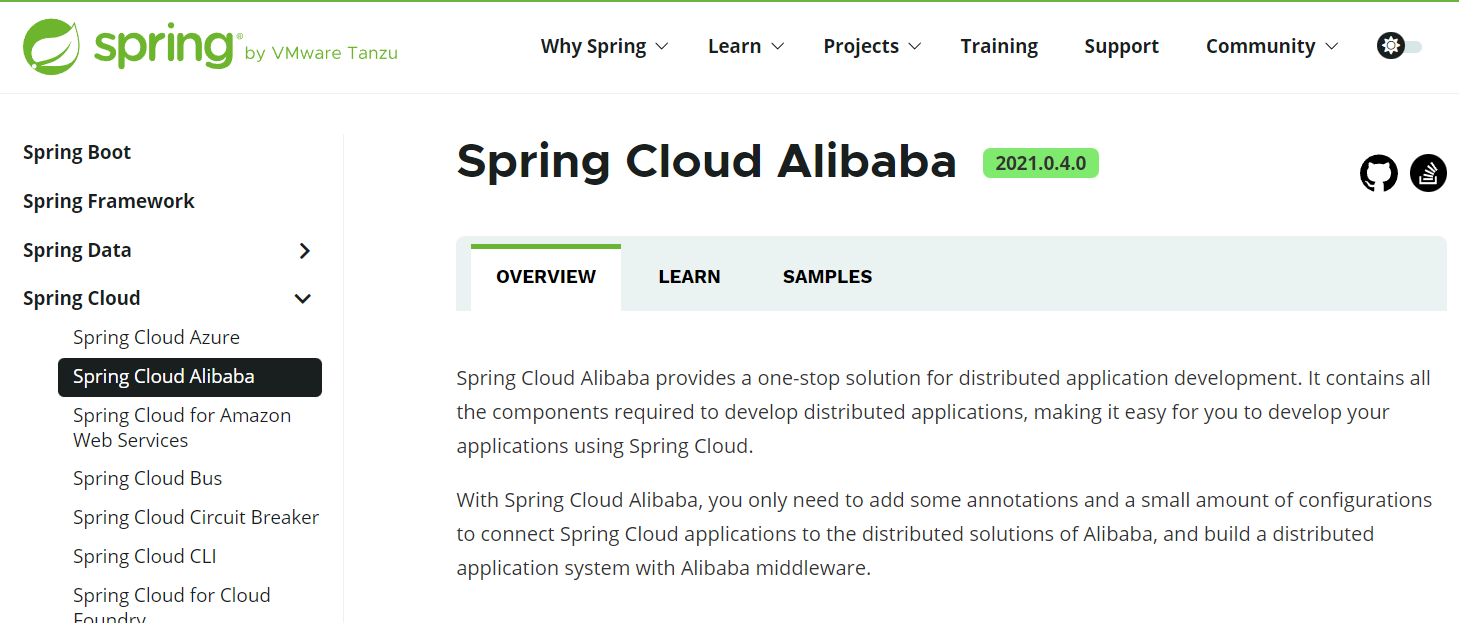 spring® by VMware Tanzu
Why Spring
Learn
Projects
Training
Support
Community
Spring Boot
Spring Framework
Spring Data
Spring Cloud
Spring Cloud Azure
Spring Cloud Alibaba
Spring Cloud for Amazon
Web Services
Spring Cloud Bus
Spring Cloud Circuit Breaker
Spring Cloud CLI
Spring Cloud for Cloud
Foundry
Spring Cloud Alibaba 2021.0.4.0
OVERVIEW
LEARN
SAMPLES
Spring Cloud Alibaba provides a one-stop solution for distributed application development. It contains all
the components required to develop distributed applications, making it easy for you to develop your
applications using Spring Cloud.
With Spring Cloud Alibaba, you only need to add some annotations and a small amount of configurations
to connect Spring Cloud applications to the distributed solutions of Alibaba, and build a distributed
application system with Alibaba middleware.